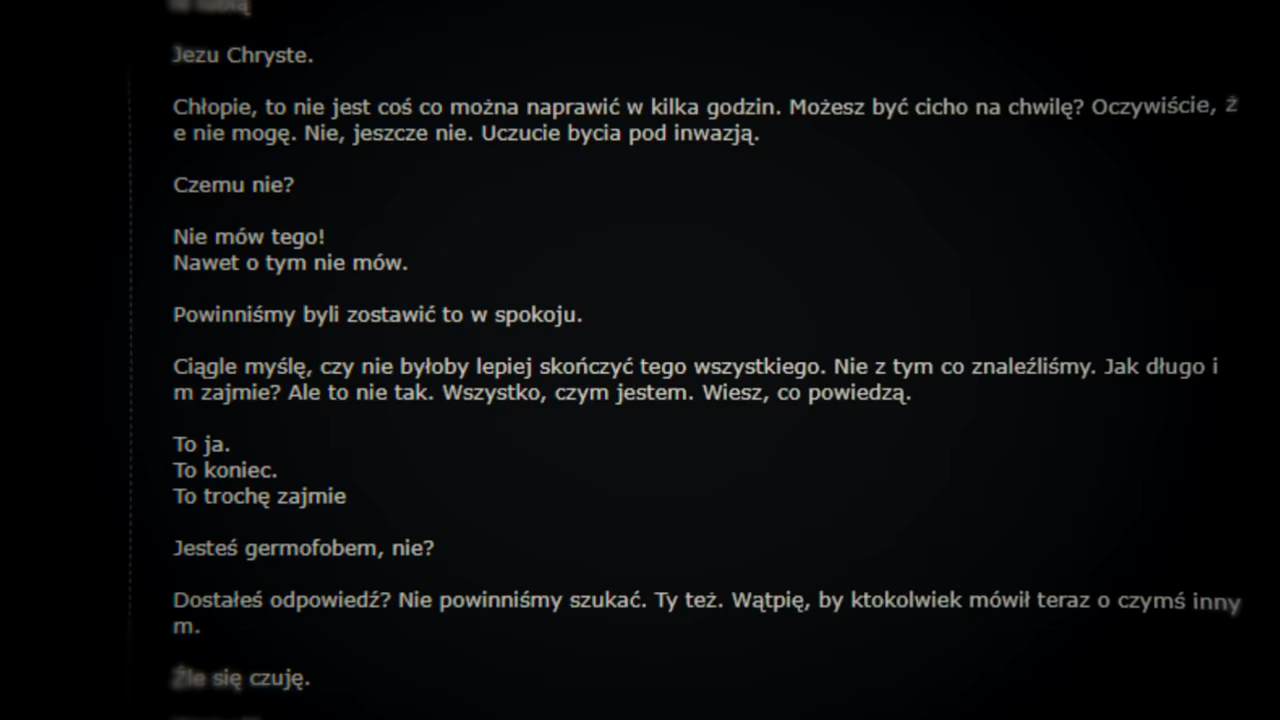 Jezu Chryste.
Chłopie, to nie jest coś co można naprawić w kilka godzin. Możesz być cicho na chwilę? Oczywiście, ż
e nie mogę. Nie, jeszcze nie. Uczucie bycia pod inwazją.
Czemu nie?
Nie mów tego!
Nawet o tym nie mów.
Powinniśmy byli zostawić to w spokoju.
Ciągle myślę, czy nie byłoby lepiej skończyć tego wszystkiego. Nie z tym co znaleźliśmy. Jak długo i
m zajmie? Ale to nie tak. Wszystko, czym jestem. Wiesz, co powiedzą.
To ja.
To koniec.
To trochę zajmie
Jesteś germofobem, nie?
Dostałeś odpowiedź? Nie powinniśmy szukać. Ty też. Wątpię, by ktokolwiek mówił teraz o czymś inny
m.
Źle się czuję.